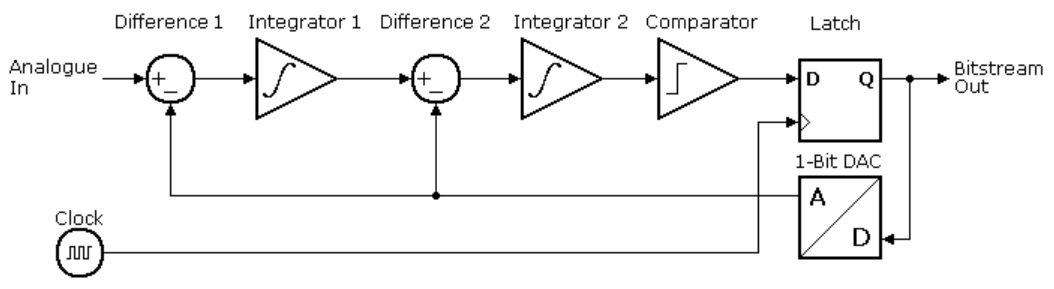 Difference 1
Integrator 1
Difference 2
Integrator 2
Comparator
Latch
Analogue
In
+
−
+
−
D
Q
Bitstream
Out
1-Bit DAC
A
D
Clock